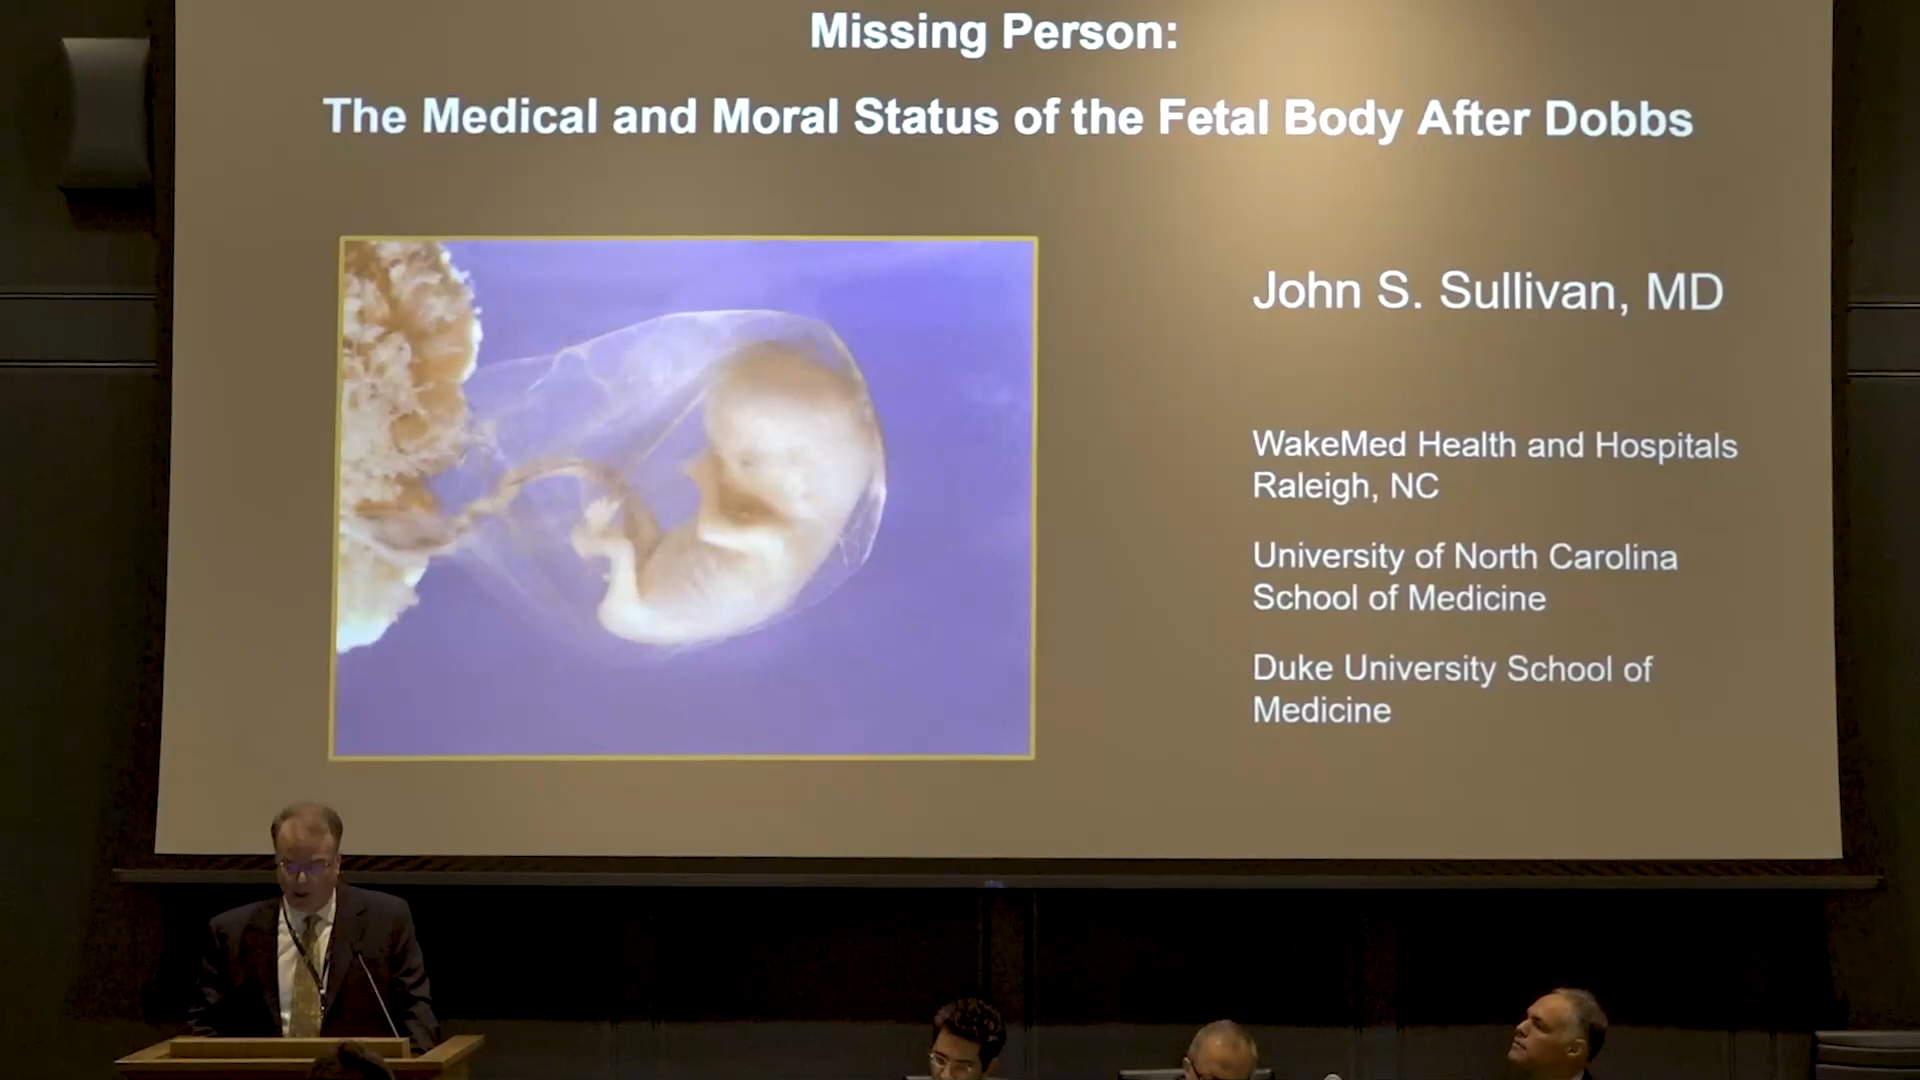 Missing Person:
The Medical and Moral Status of the Fetal Body After Dobbs
John S. Sullivan, MD
WakeMed Health and Hospitals
Raleigh, NC
University of North Carolina
School of Medicine
Duke University School of
Medicine